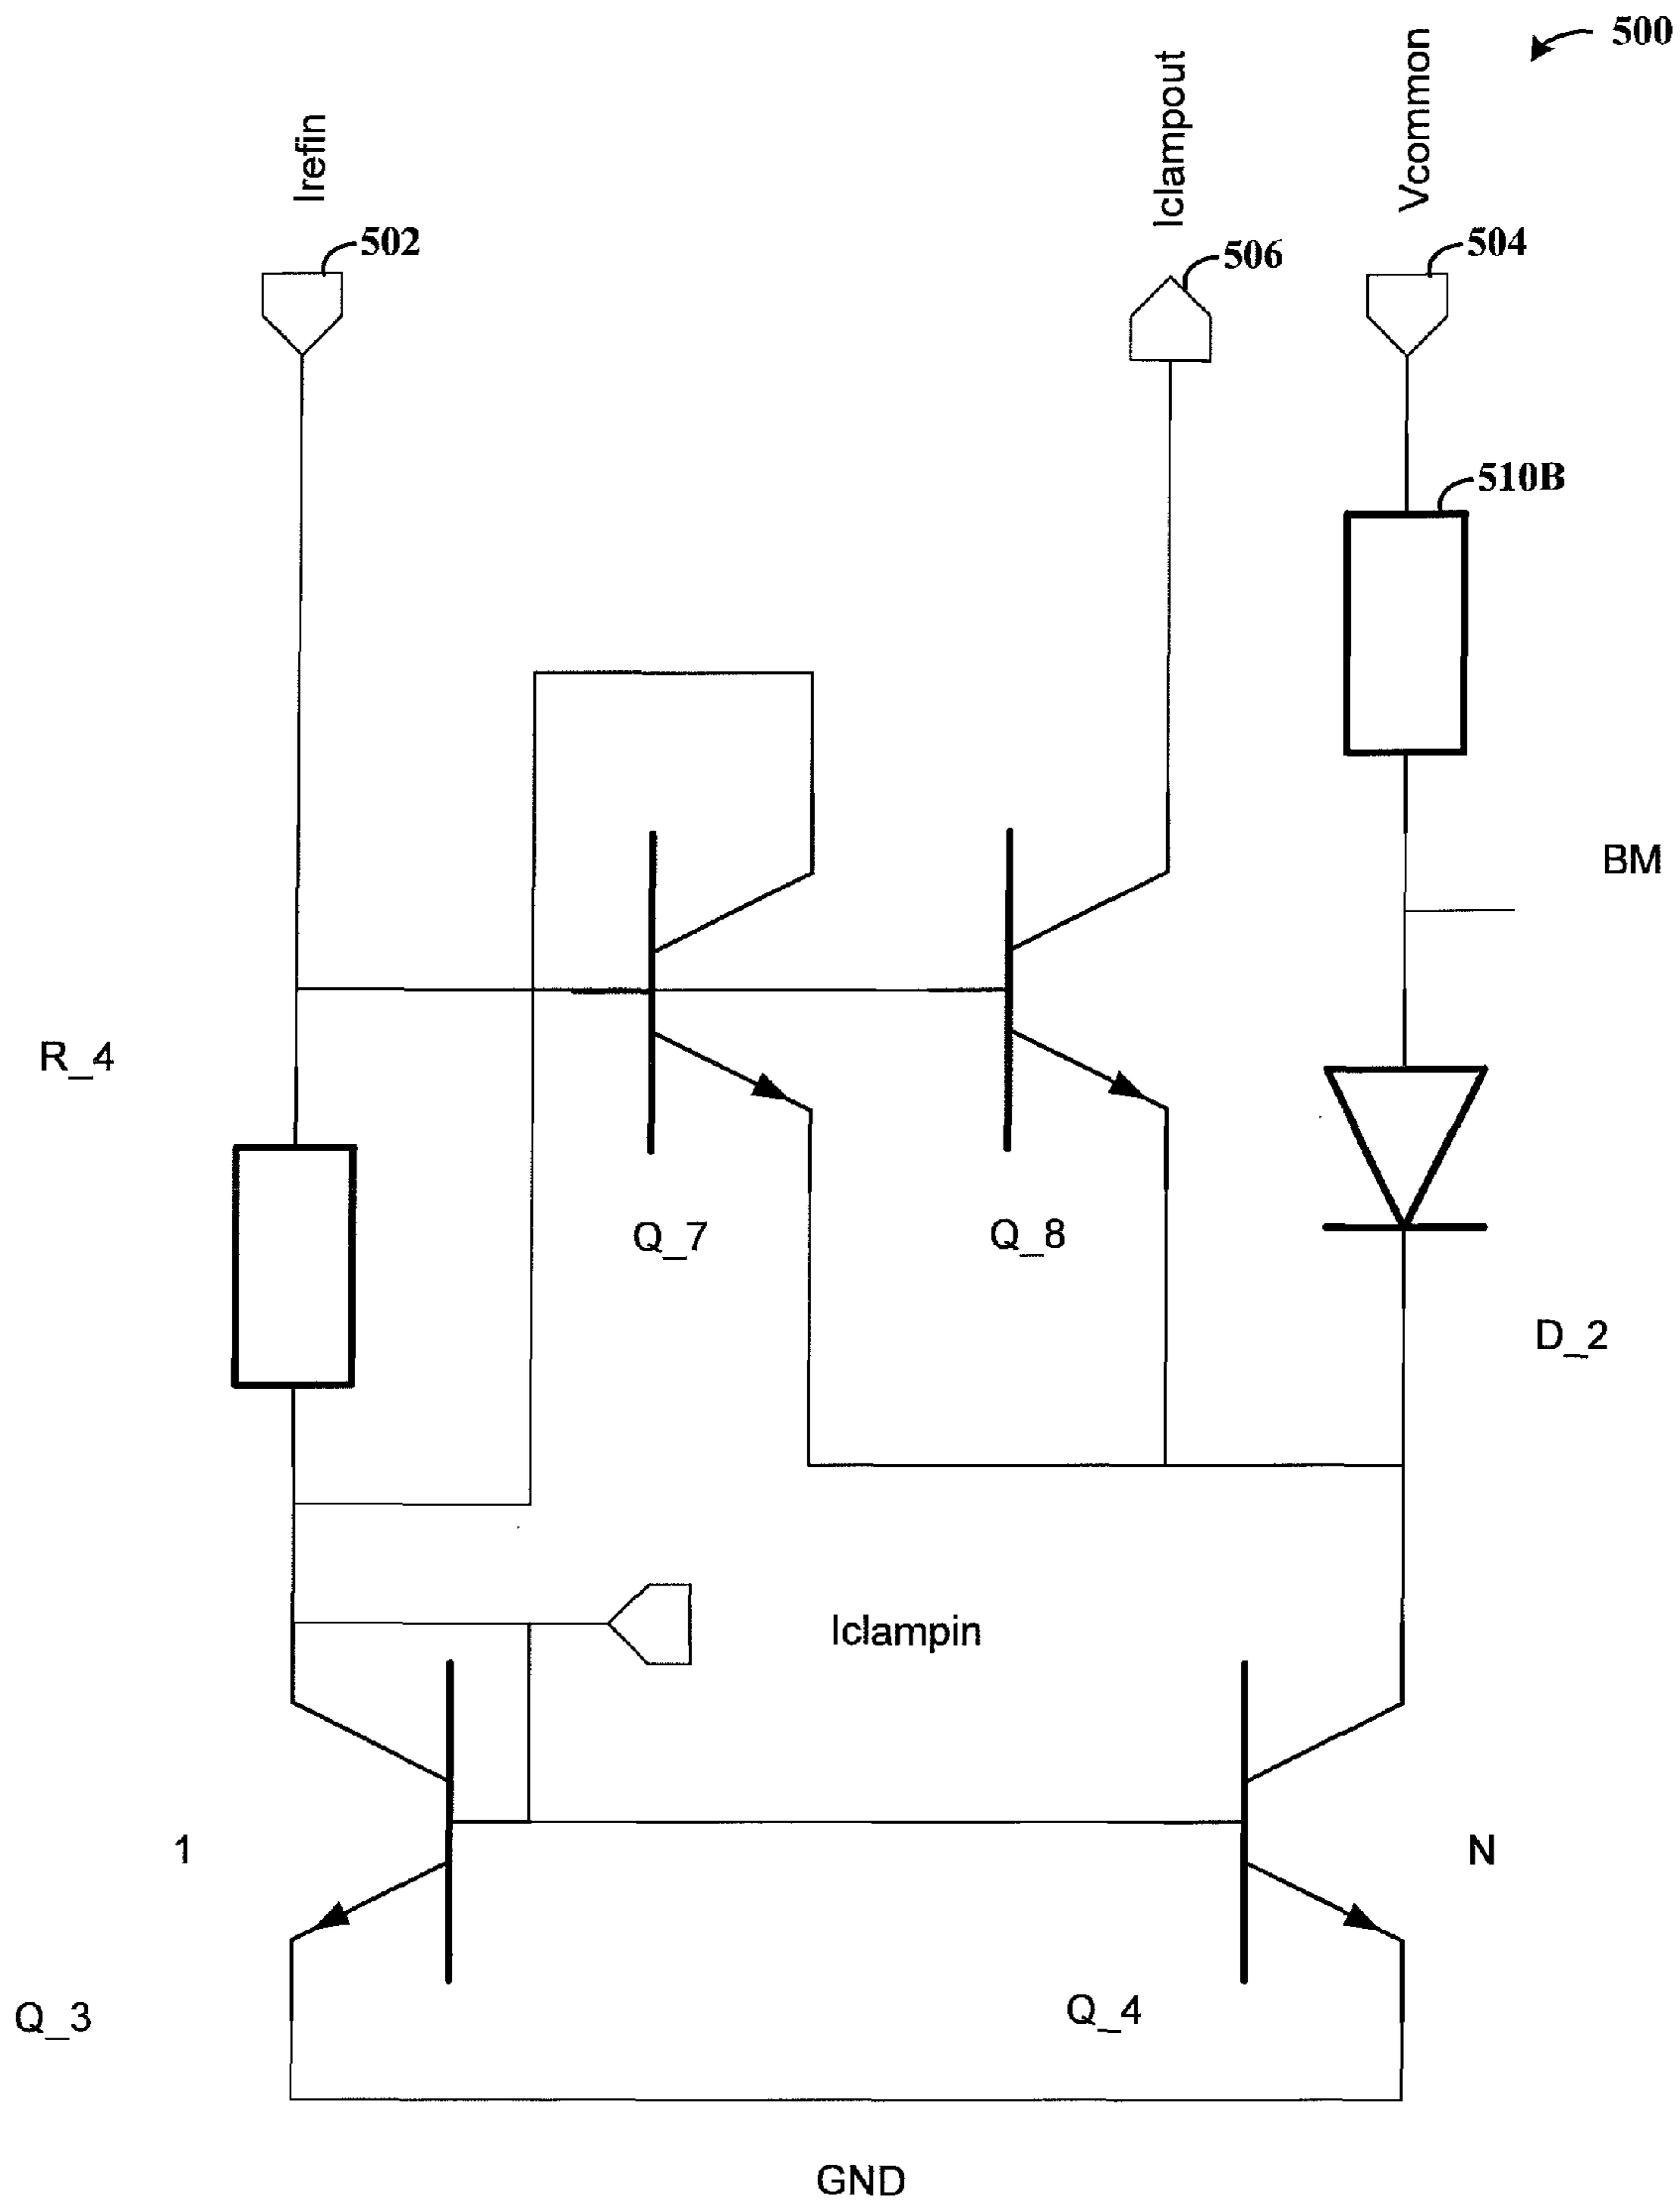 500
Irefin
Iclampout
Vcommon
502
506
504
510B
BM
R_4
Q_7
Q_8
D_2
Iclampin
1
N
Q_3
Q_4
GND